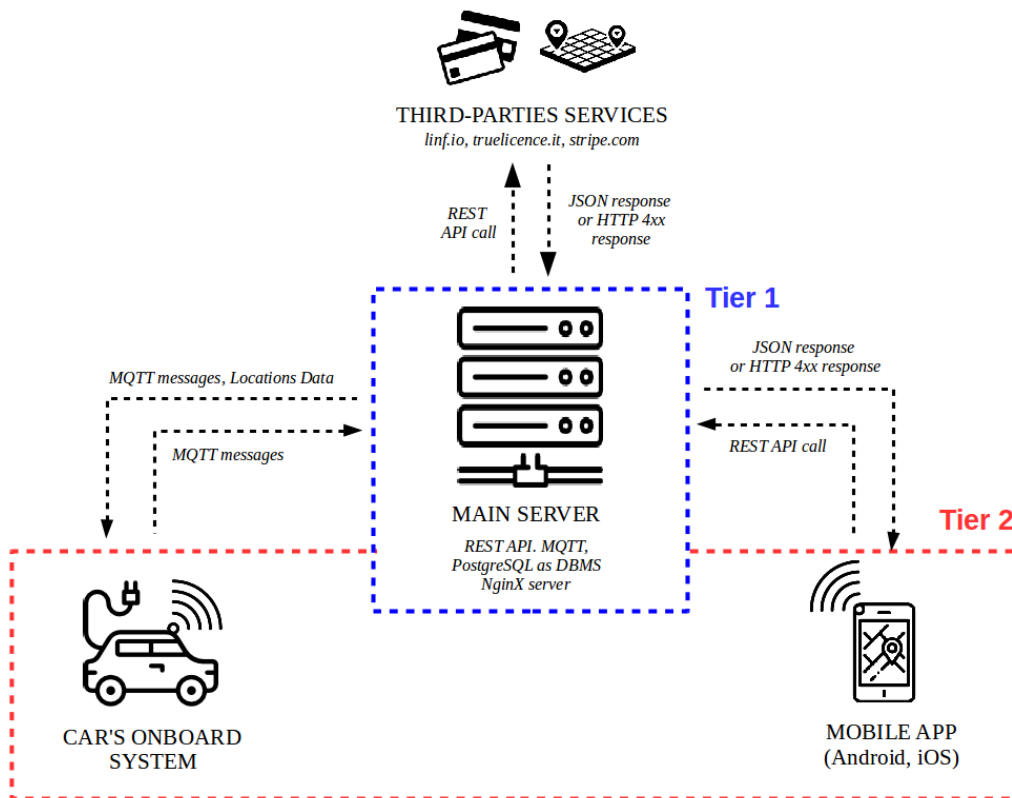 THIRD-PARTIES SERVICES
linf.io, truelicence.it, stripe.com
REST
API call
JSON response
or HTTP 4xx
response
Tier 1
MQTT messages, Locations Data
MQTT messages
JSON response
or HTTP 4xx response
REST API call
MAIN SERVER
REST API. MQTT,
PostgreSQL as DBMS
NginX server
Tier 2
CAR'S ONBOARD
SYSTEM
MOBILE APP
(Android, iOS)